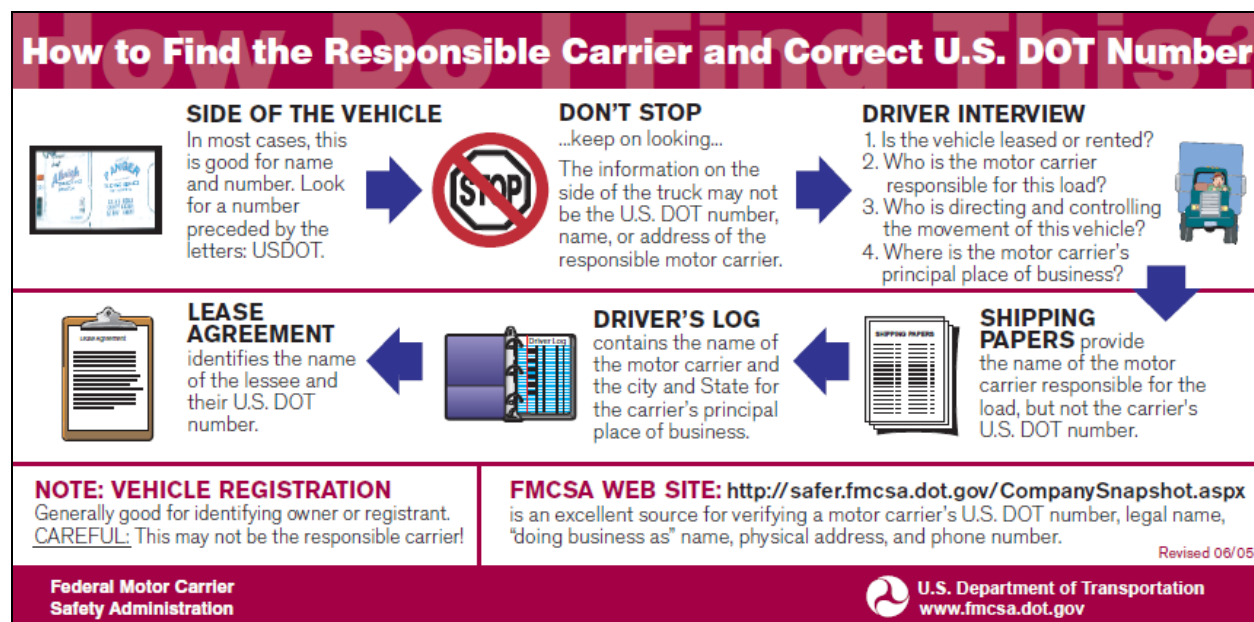 How Do I Find This?
How to Find the Responsible Carrier and Correct U.S. DOT Number
SIDE OF THE VEHICLE
In most cases, this
is good for name
and number. Look
for a number
preceded by the
letters: USDOT.
STOP
DON'T STOP
...keep on looking...
The information on the
side of the truck may not
be the U.S. DOT number,
name, or address of the
responsible motor carrier.
DRIVER INTERVIEW
1. Is the vehicle leased or rented?
2. Who is the motor carrier
responsible for this load?
3. Who is directing and controlling
the movement of this vehicle?
4. Where is the motor carrier's
principal place of business?
Lease Agreement
LEASE
AGREEMENT
identifies the name
of the lessee and
their U.S. DOT
number.
Driver Log
DRIVER'S LOG
contains the name of
the motor carrier and
the city and State for
the carrier's principal
place of business.
SHIPPING PAPERS
SHIPPING
PAPERS provide
the name of the motor
carrier responsible for the
load, but not the carrier's
U.S. DOT number.
NOTE: VEHICLE REGISTRATION
Generally good for identifying owner or registrant.
CAREFUL: This may not be the responsible carrier!
FMCSA WEB SITE: http://safer.fmcsa.dot.gov/CompanySnapshot.aspx
is an excellent source for verifying a motor carrier's U.S. DOT number, legal name,
"doing business as" name, physical address, and phone number.
Revised 06/05
Federal Motor Carrier
Safety Administration
U.S. Department of Transportation
www.fmcsa.dot.gov